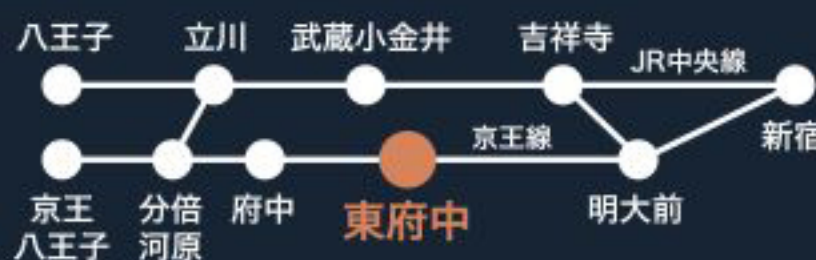 八王子
立川
武蔵小金井
吉祥寺
JR中央線
新宿
京王線
京王
八王子
分倍
河原
府中
東府中
明大前